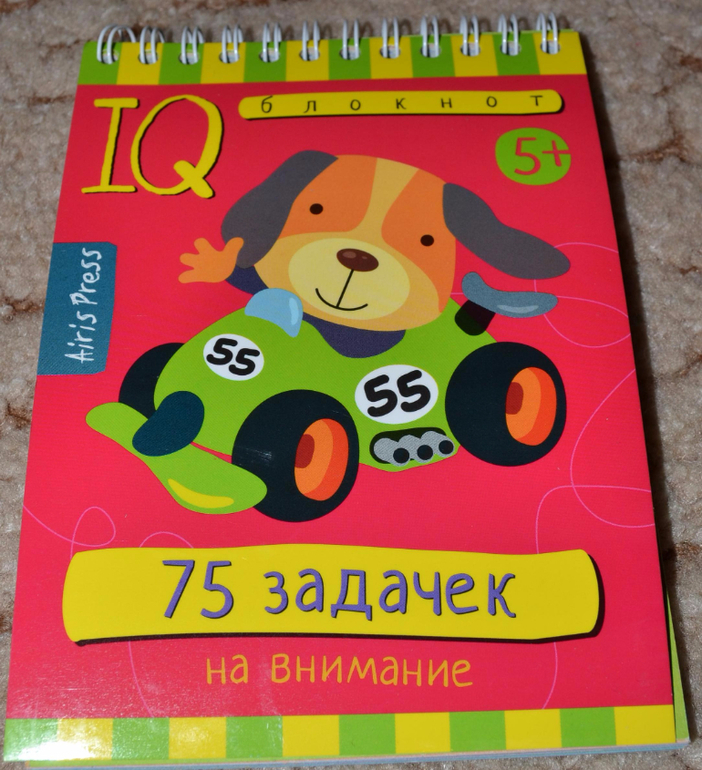 IQ
блокнот
5+
Airis Press
55
55
75 задачек
на внимание